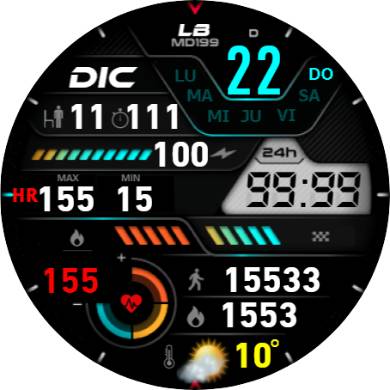 LB
MD199
D
22
DO
LU
MA
MI
JU
VI
SA
DIC
11
111
100
24h
99:99
HR
MAX
155
MIN
15
155
+
−
15533
1553
10°